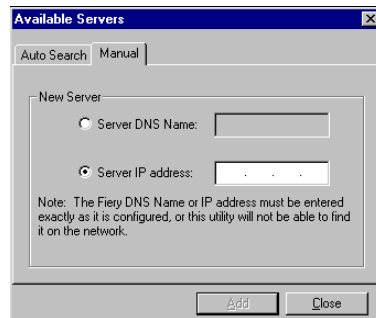 Available Servers
Auto Search Manual
New Server
Server DNS Name:
Server IP address: . . .
Note: The Fiery DNS Name or IP address must be entered
exactly as it is configured, or this utility will not be able to find
it on the network.
Add Close